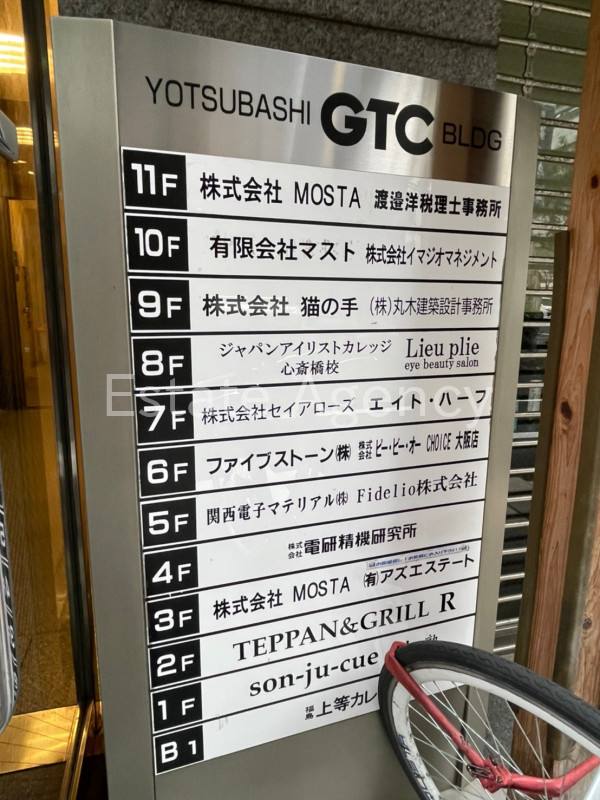 YOTSUBASHI GTC BLDG
11F 株式会社 MOSTA 渡邉洋税理士事務所
10F 有限会社マスト 株式会社イマジオマネジメント
9F 株式会社 猫の手 (株)丸木建築設計事務所
8F ジャパンアイリストカレッジ 心斎橋校 Lieu plie eye beauty salon
Estate Agency
7F 株式会社セイアローズ エイト・ハーフ
6F ファイブストーン㈱ 株式会社 ビー・ビー・オー CHOICE 大阪店
5F 関西電子マテリアル㈱ Fidelio株式会社
4F 株式会社 電研精機研究所
3F 株式会社 MOSTA ㈲アズエステート
2F TEPPAN&GRILL R
1F son-ju-cue
B1 福島 上等カレ